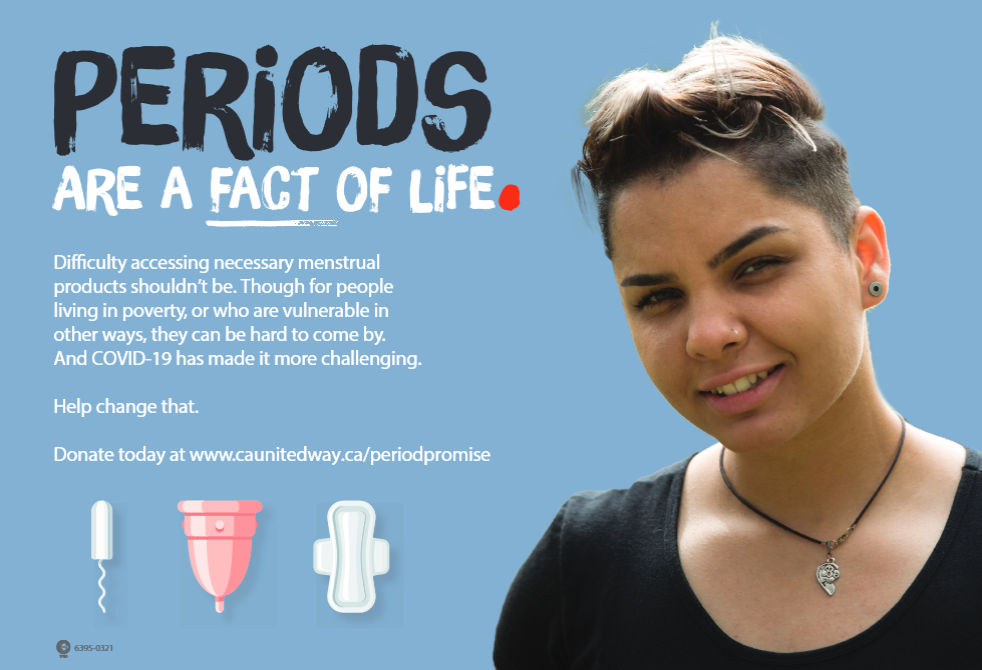 PERiODS
ARE A FACT OF LiFE.
Difficulty accessing necessary menstrual
products shouldn't be. Though for people
living in poverty, or who are vulnerable in
other ways, they can be hard to come by.
And COVID-19 has made it more challenging.
Help change that.
Donate today at www.caunitedway.ca/periodpromise
6395-0321